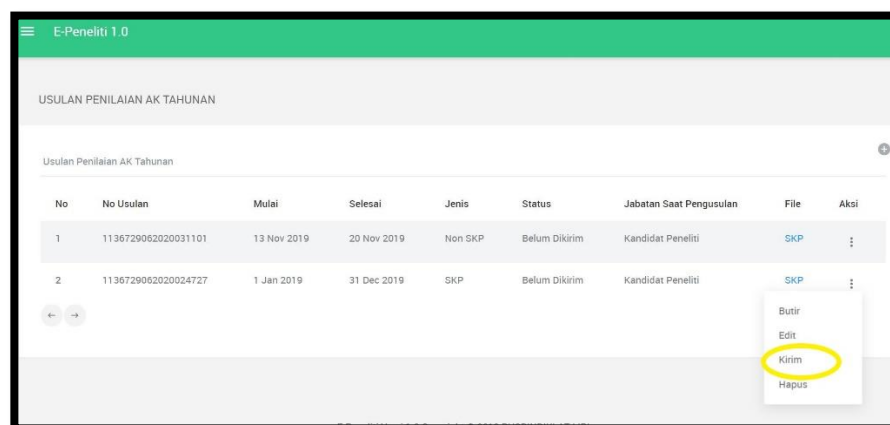 E-Peneliti 1.0
USULAN PENILAIAN AK TAHUNAN
Usulan Penilaian AK Tahunan
No No Usulan Mulai Selesai Jenis Status Jabatan Saat Pengusulan File Aksi
1 1136729062020031101 13 Nov 2019 20 Nov 2019 Non SKP Belum Dikirim Kandidat Peneliti SKP
2 1136729062020024727 1 Jan 2019 31 Dec 2019 SKP Belum Dikirim Kandidat Peneliti SKP
Butir
Edit
Kirim
Hapus